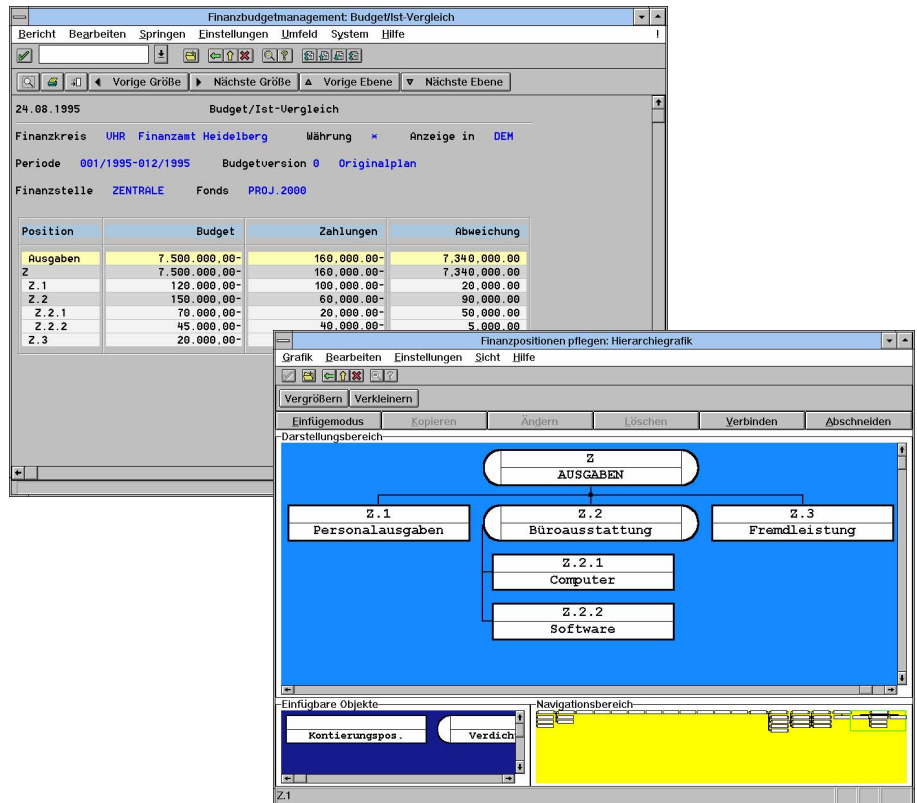 Finanzbudgetmanagement: Budget/Ist-Vergleich
Bericht Bearbeiten Springen Einstellungen Umfeld System Hilfe !
Vorige Größe Nächste Größe Vorige Ebene Nächste Ebene
24.08.1995 Budget/Ist-Vergleich
Finanzkreis VHR Finanzamt Heidelberg Währung * Anzeige in DEM
Periode 001/1995-012/1995 Budgetversion 0 Originalplan
Finanzstelle ZENTRALE Fonds PROJ.2000
Position Budget Zahlungen Abweichung
Ausgaben 7.500.000,00- 160,000.00- 7,340,000.00
Z 7.500.000,00- 160,000.00- 7,340,000.00
Z.1 120.000,00- 100,000.00- 20,000.00
Z.2 150.000,00- 60,000.00- 90,000.00
Z.2.1 70.000,00- 20,000.00- 50,000.00
Z.2.2 45.000,00- 40,000.00- 5,000.00
Z.3 20.000,00-
Finanzpositionen pflegen: Hierarchiegrafik
Grafik Bearbeiten Einstellungen Sicht Hilfe
Vergrößern Verkleinern
Einfügemodus Kopieren Ändern Löschen Verbinden Abschneiden
Darstellungsbereich
Z
AUSGABEN
Z.1 Z.2 Z.3
Personalausgaben Büroausstattung Fremdleistung
Z.2.1
Computer
Z.2.2
Software
Einfügbare Objekte Navigationsbereich
Kontierungspos. Verdich
Z.1